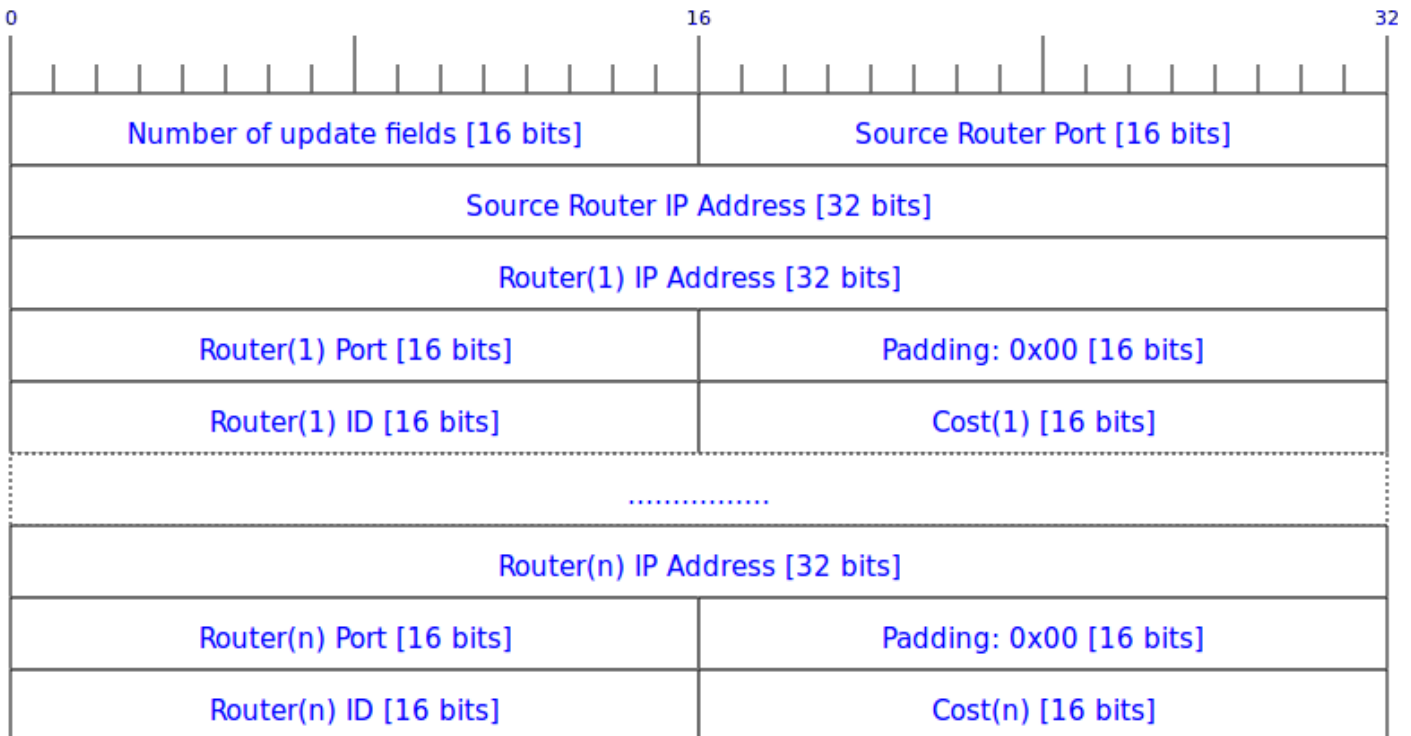 0 16 32
Number of update fields [16 bits] Source Router Port [16 bits]
Source Router IP Address [32 bits]
Router(1) IP Address [32 bits]
Router(1) Port [16 bits] Padding: 0x00 [16 bits]
Router(1) ID [16 bits] Cost(1) [16 bits]
................
Router(n) IP Address [32 bits]
Router(n) Port [16 bits] Padding: 0x00 [16 bits]
Router(n) ID [16 bits] Cost(n) [16 bits]